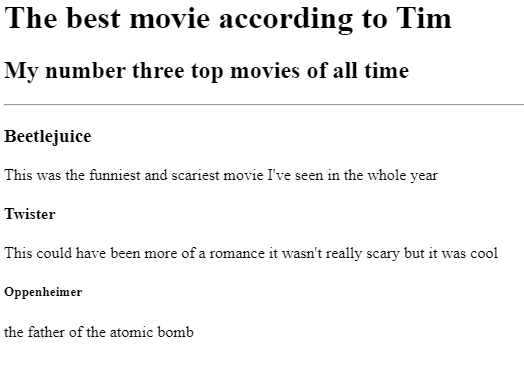 The best movie according to Tim
My number three top movies of all time
Beetlejuice
This was the funniest and scariest movie I've seen in the whole year
Twister
This could have been more of a romance it wasn't really scary but it was cool
Oppenheimer
the father of the atomic bomb